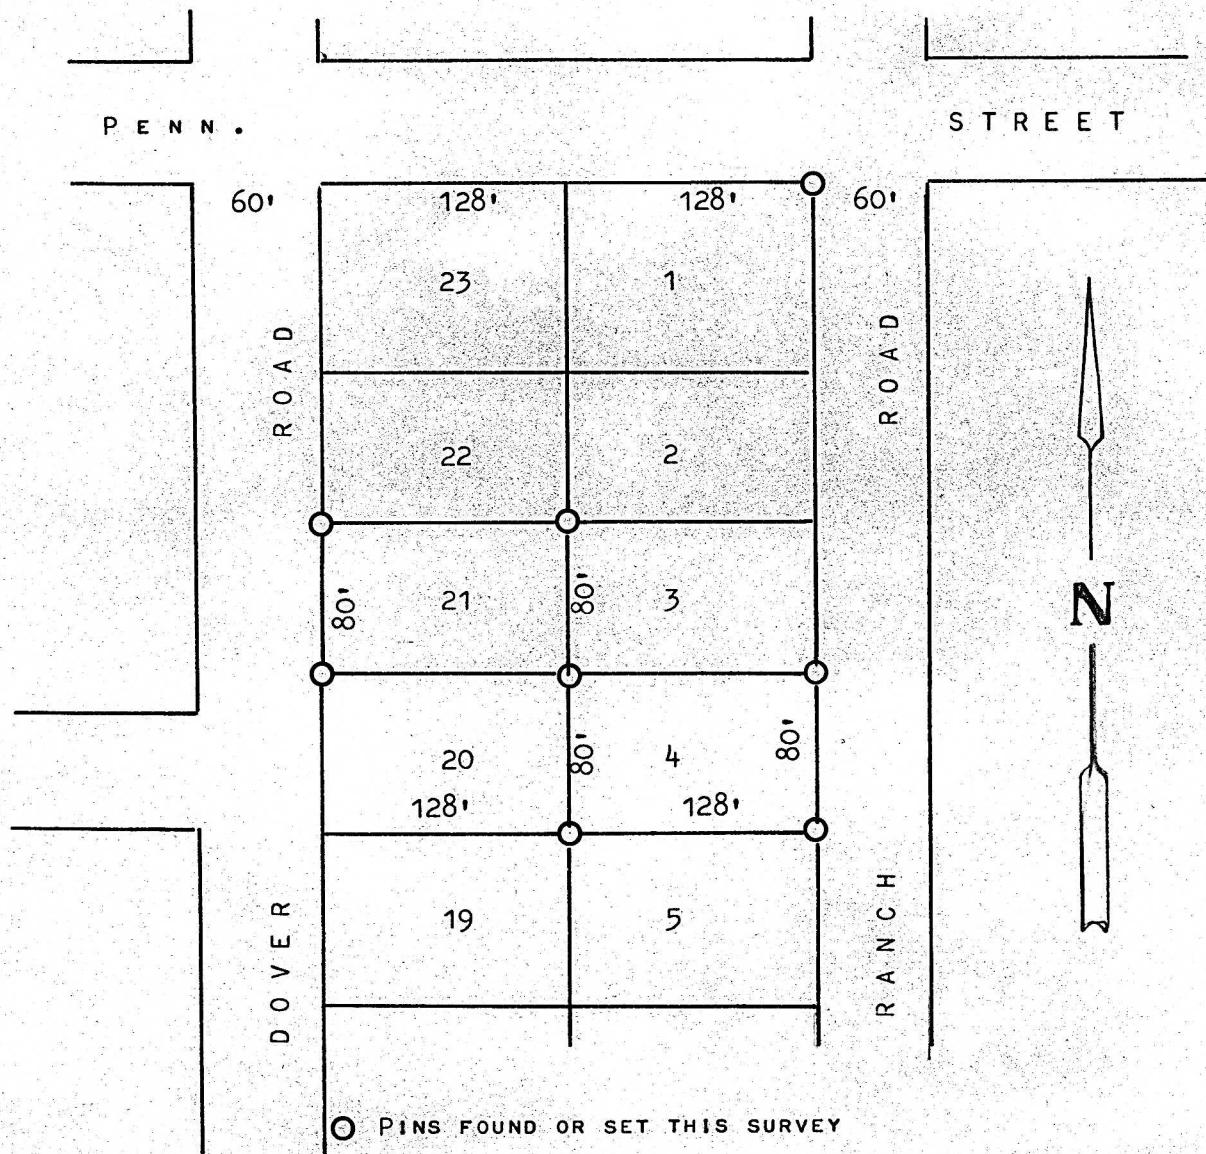 PENN. STREET
60' 128' 128' 60'
23 1
ROAD ROAD
22 2
80' 21 80' 3
N
20 80' 4 80'
128' 128'
19 5
DOVER RANCH
PINS FOUND OR SET THIS SURVEY